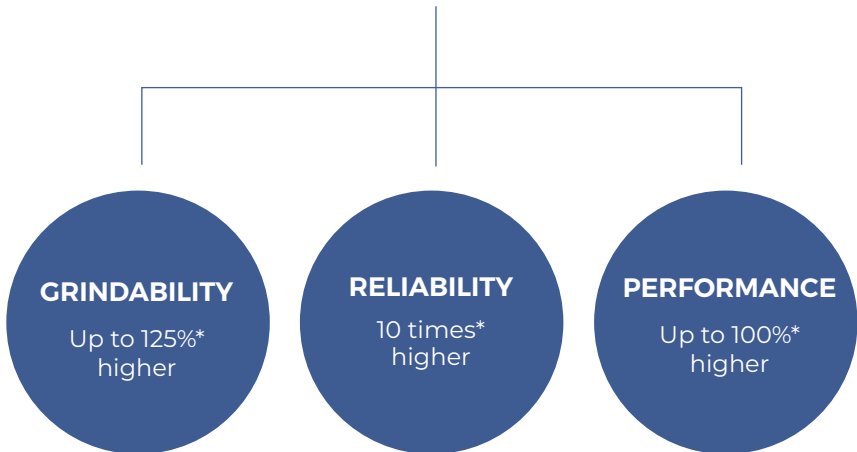 GRINDABILITY
Up to 125%*
higher
RELIABILITY
10 times*
higher
PERFORMANCE
Up to 100%*
higher